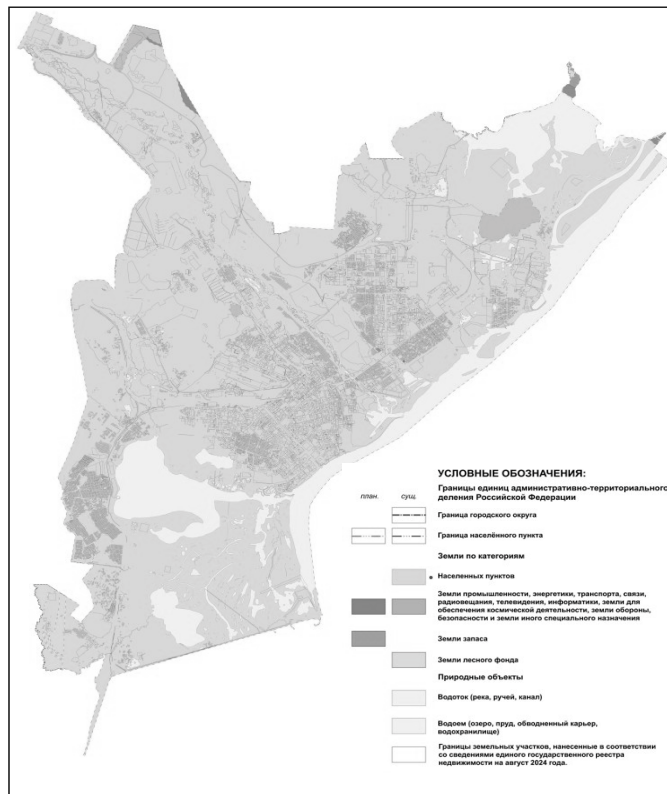 УСЛОВНЫЕ ОБОЗНАЧЕНИЯ:
Границы единиц административно-территориального
деления Российской Федерации
план. сущ.
Граница городского округа
Граница населённого пункта
Земли по категориям
Населенных пунктов
Земли промышленности, энергетики, транспорта, связи,
радиовещания, телевидения, информатики, земли для
обеспечения космической деятельности, земли обороны,
безопасности и земли иного специального назначения
Земли запаса
Земли лесного фонда
Природные объекты
Водоток (река, ручей, канал)
Водоем (озеро, пруд, обводненный карьер,
водохранилище)
Границы земельных участков, нанесенные в соответствии
со сведениями единого государственного реестра
недвижимости на август 2024 года.